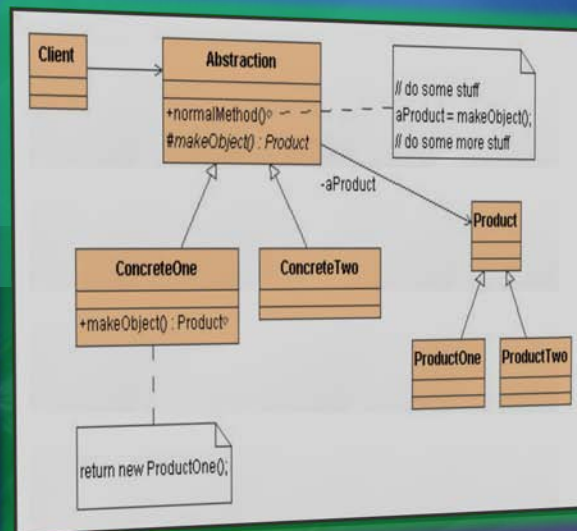 Client
Abstraction
+normalMethod()
#makeObject() : Product
// do some stuff
aProduct = makeObject();
// do some more stuff
-aProduct
Product
ConcreteOne
+makeObject() : Product
ConcreteTwo
ProductOne
ProductTwo
return new ProductOne();